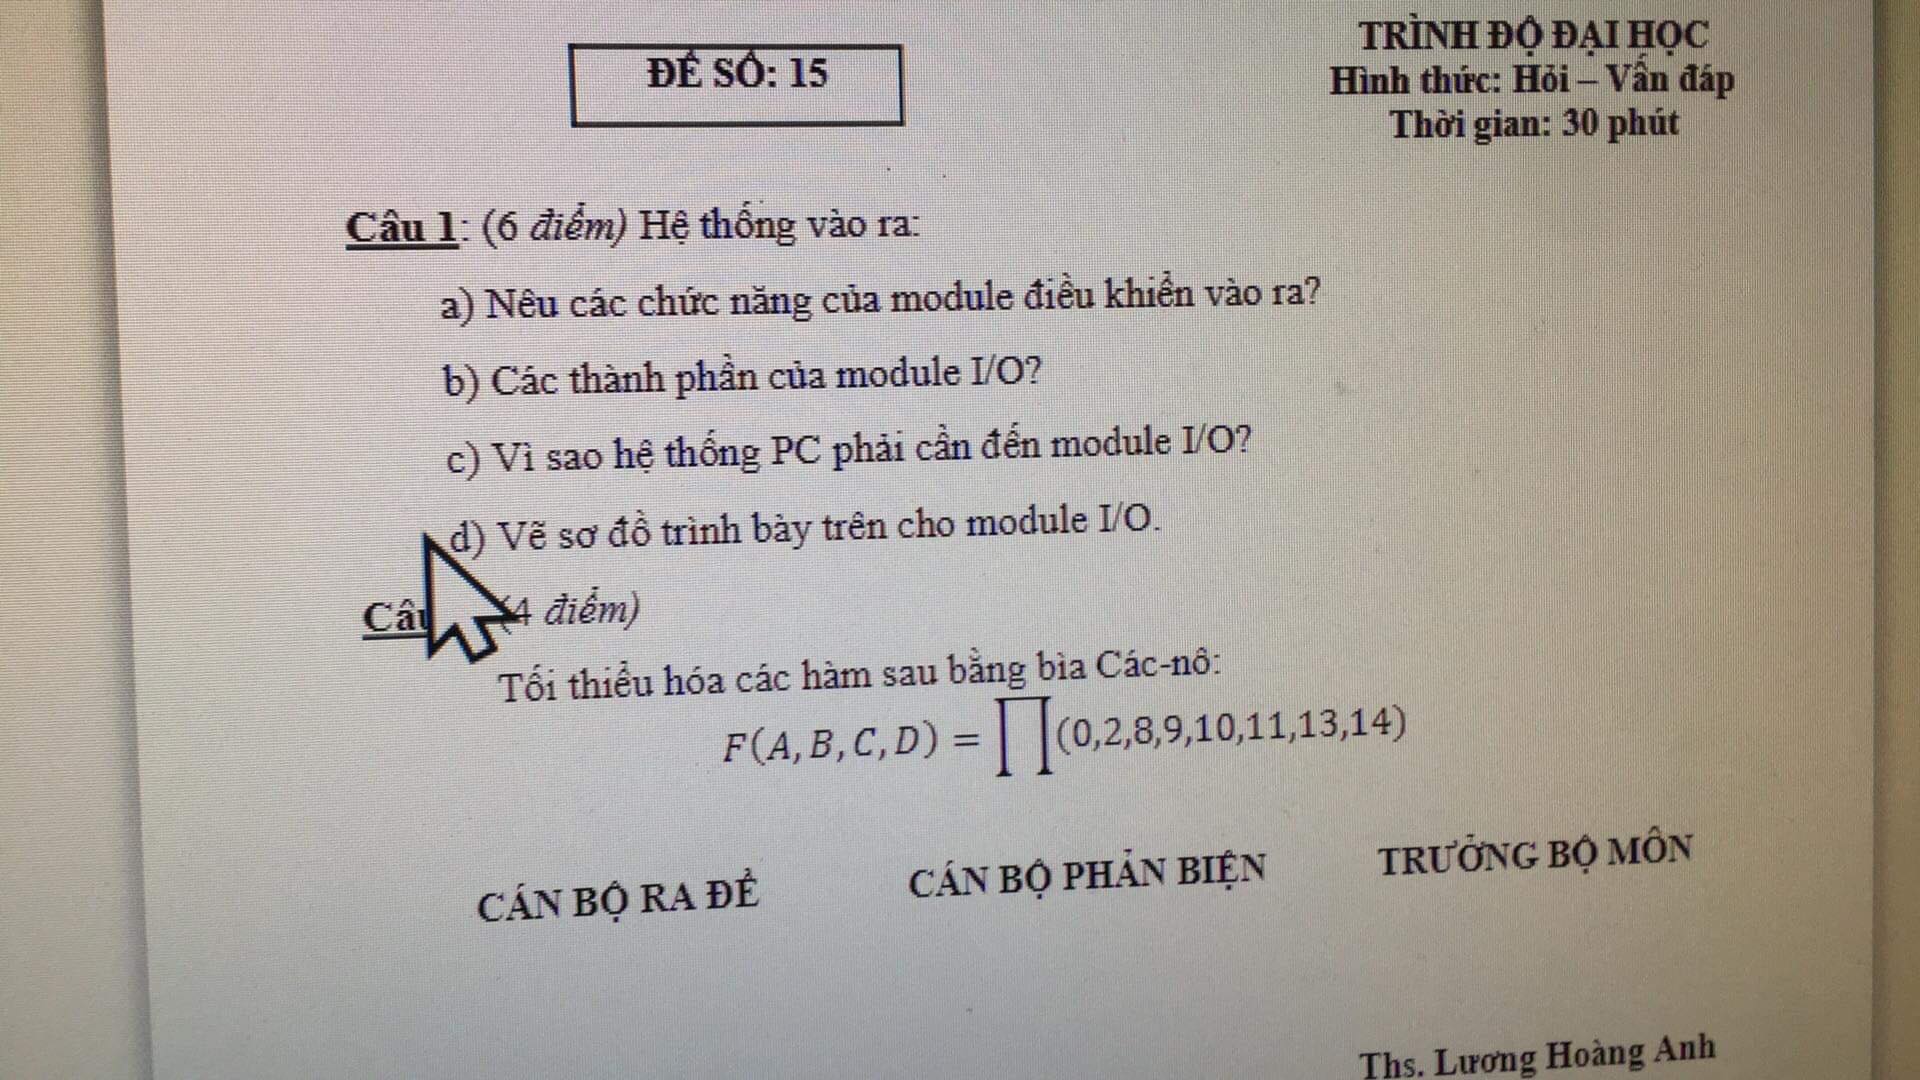 ĐỀ SỐ: 15
TRÌNH ĐỘ ĐẠI HỌC
Hình thức: Hỏi – Vấn đáp
Thời gian: 30 phút
Câu 1: (6 điểm) Hệ thống vào ra:
a) Nêu các chức năng của module điều khiển vào ra?
b) Các thành phần của module I/O?
c) Vì sao hệ thống PC phải cần đến module I/O?
d) Vẽ sơ đồ trình bày trên cho module I/O.
Câu (4 điểm)
Tối thiểu hóa các hàm sau bằng bìa Các-nô:
F(A,B,C,D) = ∏(0,2,8,9,10,11,13,14)
CÁN BỘ RA ĐỀ CÁN BỘ PHẢN BIỆN TRƯỞNG BỘ MÔN
Ths. Lương Hoàng Anh